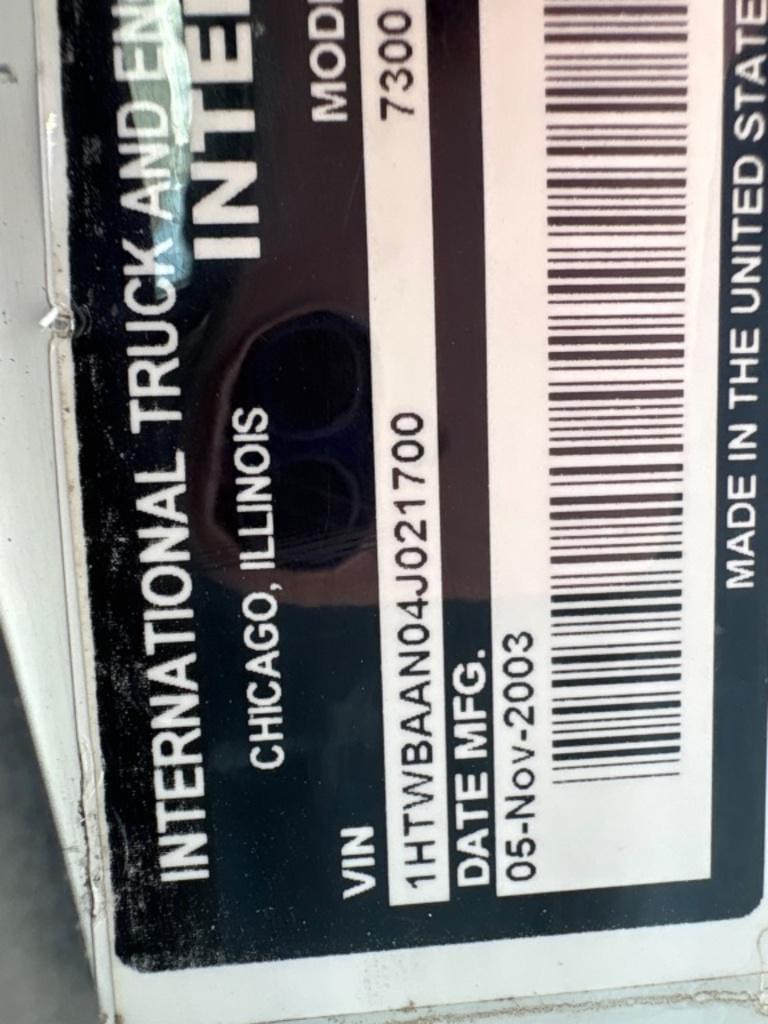 INTERNATIONAL TRUCK AND EN
INTE
CHICAGO, ILLINOIS
VIN MOD
1HTWBAAN04J021700 7300
DATE MFG.
05-Nov-2003
MADE IN THE UNITED STATE